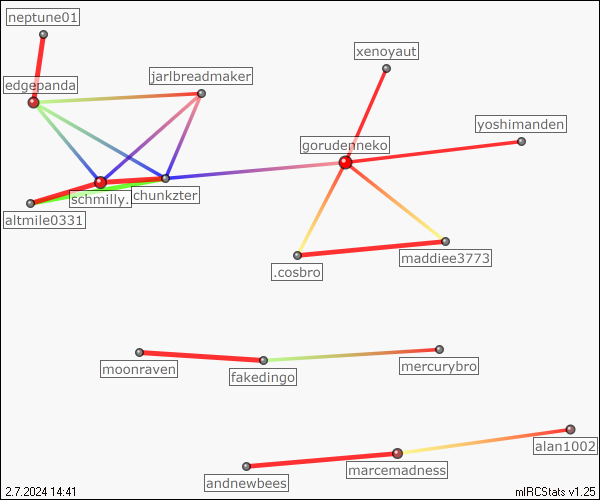 neptune01
xenoyaut
jarlbreadmaker
edgepanda
yoshimanden
gorudenneko
chunkzter
schmilly.
altmile0331
maddiee3773
.cosbro
mercurybro
moonraven
fakedingo
alan1002
marcemadness
andnewbees
2.7.2024 14:41
mIRCStats v1.25